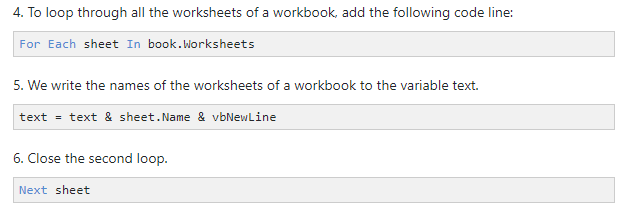 4. To loop through all the worksheets of a workbook, add the following code line:
For Each sheet In book.Worksheets
5. We write the names of the worksheets of a workbook to the variable text.
text = text & sheet.Name & vbNewLine
6. Close the second loop.
Next sheet